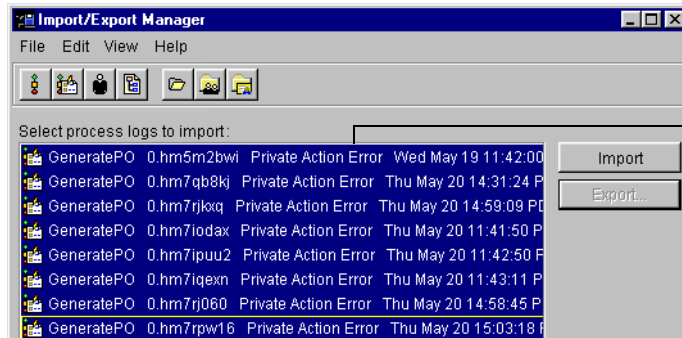 Import/Export Manager
File Edit View Help
Select process logs to import:
GeneratePO 0.hm5m2bwi Private Action Error Wed May 19 11:42:00
GeneratePO 0.hm7qb8kj Private Action Error Thu May 20 14:31:24 P
GeneratePO 0.hm7rjkxq Private Action Error Thu May 20 14:59:09 PD
GeneratePO 0.hm7iodax Private Action Error Thu May 20 11:41:50 P
GeneratePO 0.hm7ipuu2 Private Action Error Thu May 20 11:42:50 F
GeneratePO 0.hm7iqexn Private Action Error Thu May 20 11:43:11 P
GeneratePO 0.hm7rj060 Private Action Error Thu May 20 14:58:45 P
GeneratePO 0.hm7rpw16 Private Action Error Thu May 20 15:03:18 F
Import
Export...